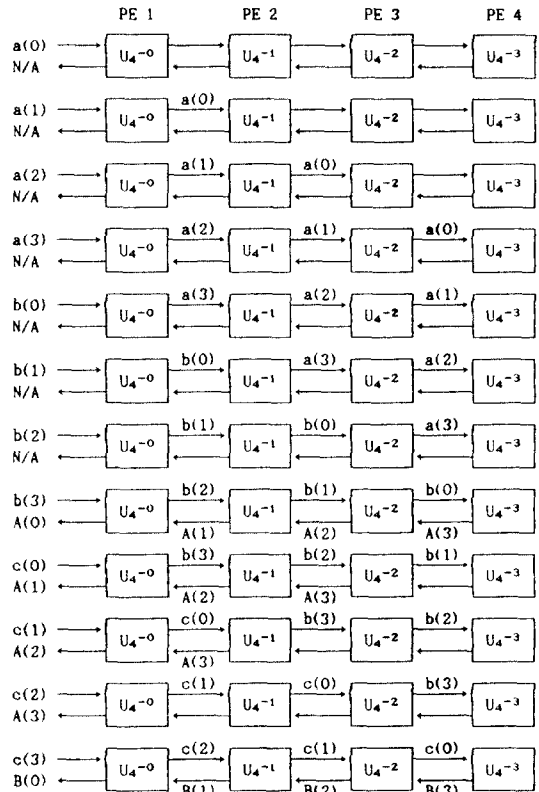 PE 1 PE 2 PE 3 PE 4
a(0) U₄⁻⁰ U₄⁻¹ U₄⁻² U₄⁻³
N/A
a(0)
a(1) U₄⁻⁰ U₄⁻¹ U₄⁻² U₄⁻³
N/A
a(1) a(0)
a(2) U₄⁻⁰ U₄⁻¹ U₄⁻² U₄⁻³
N/A
a(2) a(1) a(0)
a(3) U₄⁻⁰ U₄⁻¹ U₄⁻² U₄⁻³
N/A
a(3) a(2) a(1)
b(0) U₄⁻⁰ U₄⁻¹ U₄⁻² U₄⁻³
N/A
b(0) a(3) a(2)
b(1) U₄⁻⁰ U₄⁻¹ U₄⁻² U₄⁻³
N/A
b(1) b(0) a(3)
b(2) U₄⁻⁰ U₄⁻¹ U₄⁻² U₄⁻³
N/A
b(2) b(1) b(0)
b(3) U₄⁻⁰ U₄⁻¹ U₄⁻² U₄⁻³
A(0)
A(1) A(2) A(3)
b(3) b(2) b(1)
c(0) U₄⁻⁰ U₄⁻¹ U₄⁻² U₄⁻³
A(1)
A(2) A(3)
c(0) b(3) b(2)
c(1) U₄⁻⁰ U₄⁻¹ U₄⁻² U₄⁻³
A(2)
A(3)
c(1) c(0) b(3)
c(2) U₄⁻⁰ U₄⁻¹ U₄⁻² U₄⁻³
A(3)
c(2) c(1) c(0)
c(3) U₄⁻⁰ U₄⁻¹ U₄⁻² U₄⁻³
B(0)
B(1) B(2) B(3)